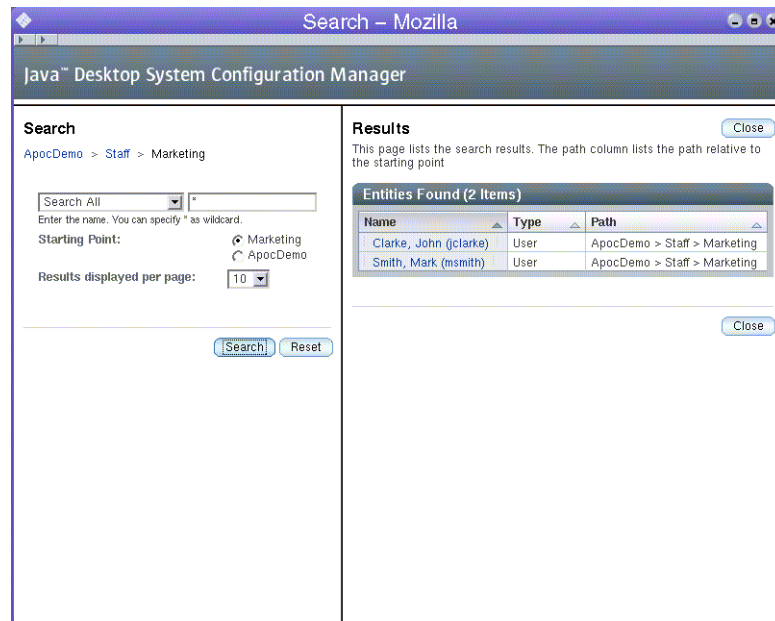 Search – Mozilla
Java™ Desktop System Configuration Manager
Search
ApocDemo > Staff > Marketing
Search All *
Enter the name. You can specify * as wildcard.
Starting Point: Marketing
ApocDemo
Results displayed per page: 10
Search Reset
Results Close
This page lists the search results. The path column lists the path relative to
the starting point
Entities Found (2 Items)
Name Type Path
Clarke, John (jclarke) User ApocDemo > Staff > Marketing
Smith, Mark (msmith) User ApocDemo > Staff > Marketing
Close